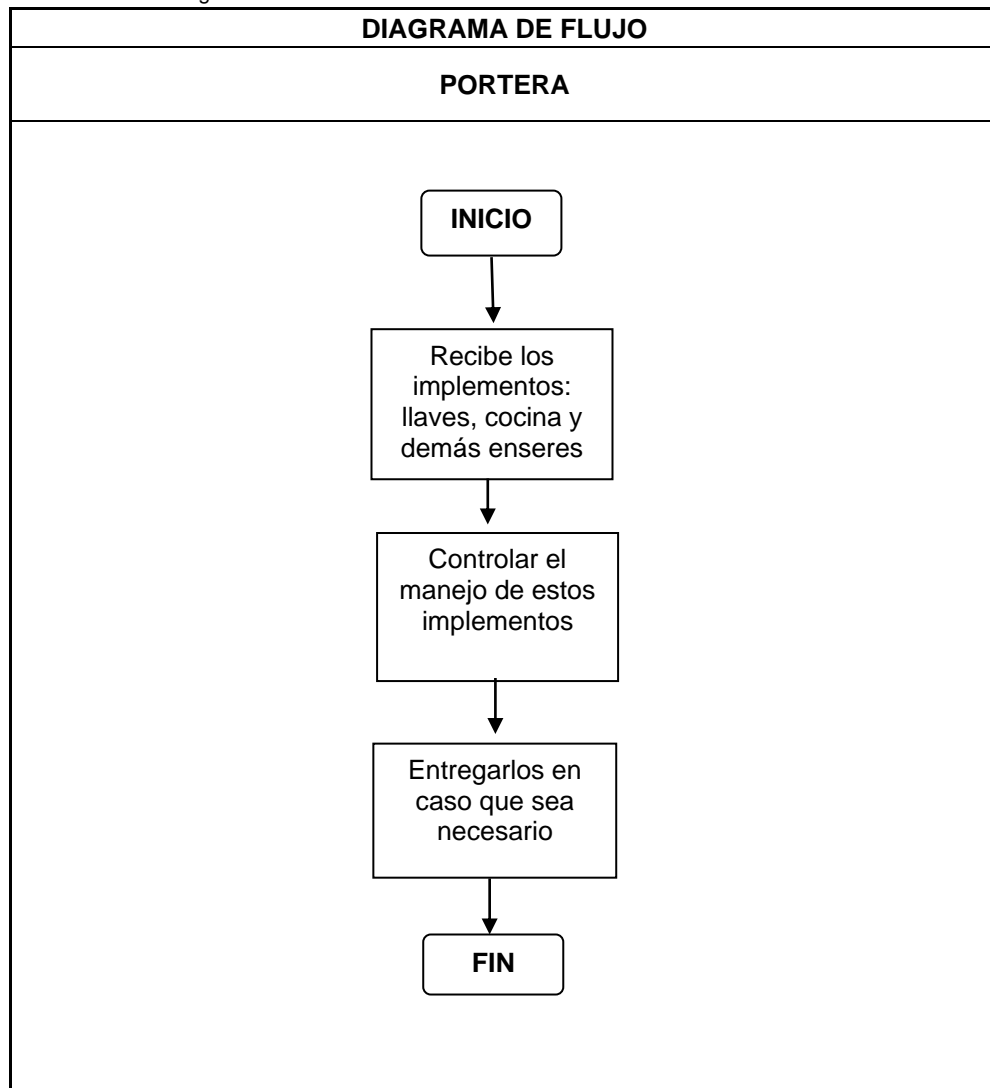 DIAGRAMA DE FLUJO
PORTERA
INICIO
Recibe los
implementos:
llaves, cocina y
demás enseres
Controlar el
manejo de estos
implementos
Entregarlos en
caso que sea
necesario
FIN